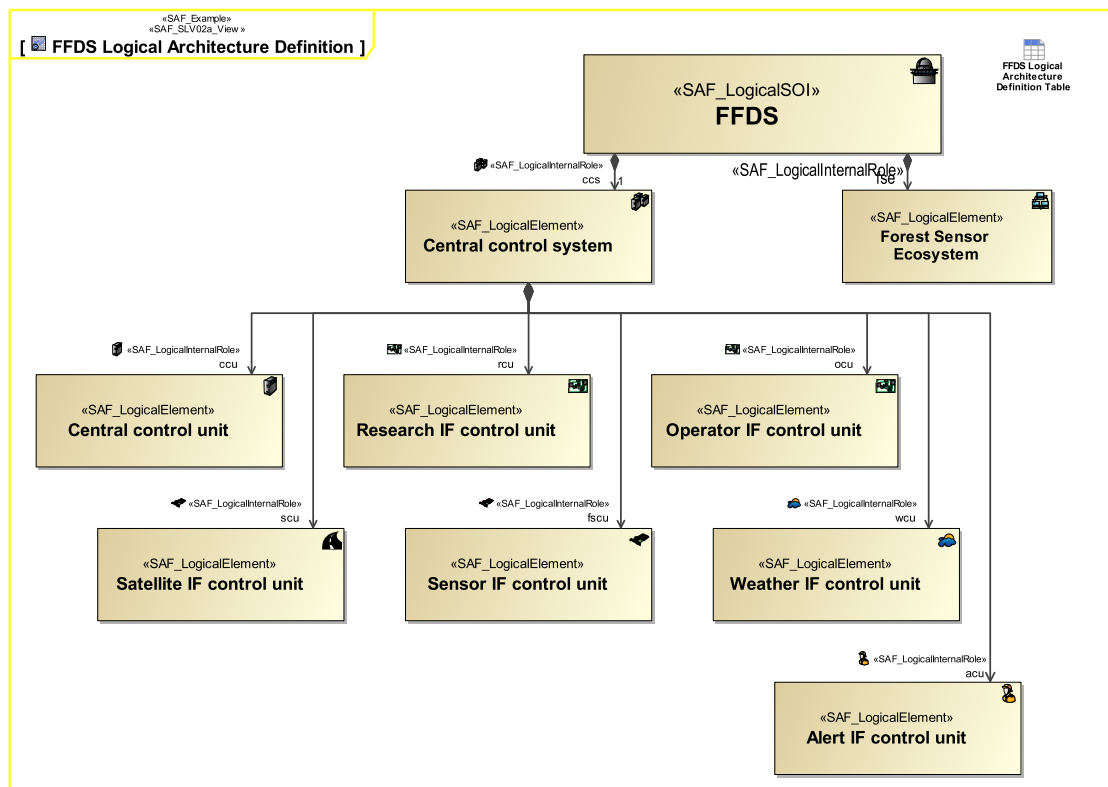 «SAF_Example»
«SAF_SLV02a_View »
[ FFDS Logical Architecture Definition ]
FFDS Logical
Architecture
Definition Table
«SAF_LogicalSOI»
FFDS
«SAF_LogicalInternalRole»
ccs
1
«SAF_LogicalInternalRole»
fse
«SAF_LogicalElement»
Central control system
«SAF_LogicalElement»
Forest Sensor
Ecosystem
«SAF_LogicalInternalRole»
ccu
«SAF_LogicalInternalRole»
rcu
«SAF_LogicalInternalRole»
ocu
«SAF_LogicalElement»
Central control unit
«SAF_LogicalElement»
Research IF control unit
«SAF_LogicalElement»
Operator IF control unit
«SAF_LogicalInternalRole»
scu
«SAF_LogicalInternalRole»
fscu
«SAF_LogicalInternalRole»
wcu
«SAF_LogicalElement»
Satellite IF control unit
«SAF_LogicalElement»
Sensor IF control unit
«SAF_LogicalElement»
Weather IF control unit
«SAF_LogicalInternalRole»
acu
«SAF_LogicalElement»
Alert IF control unit